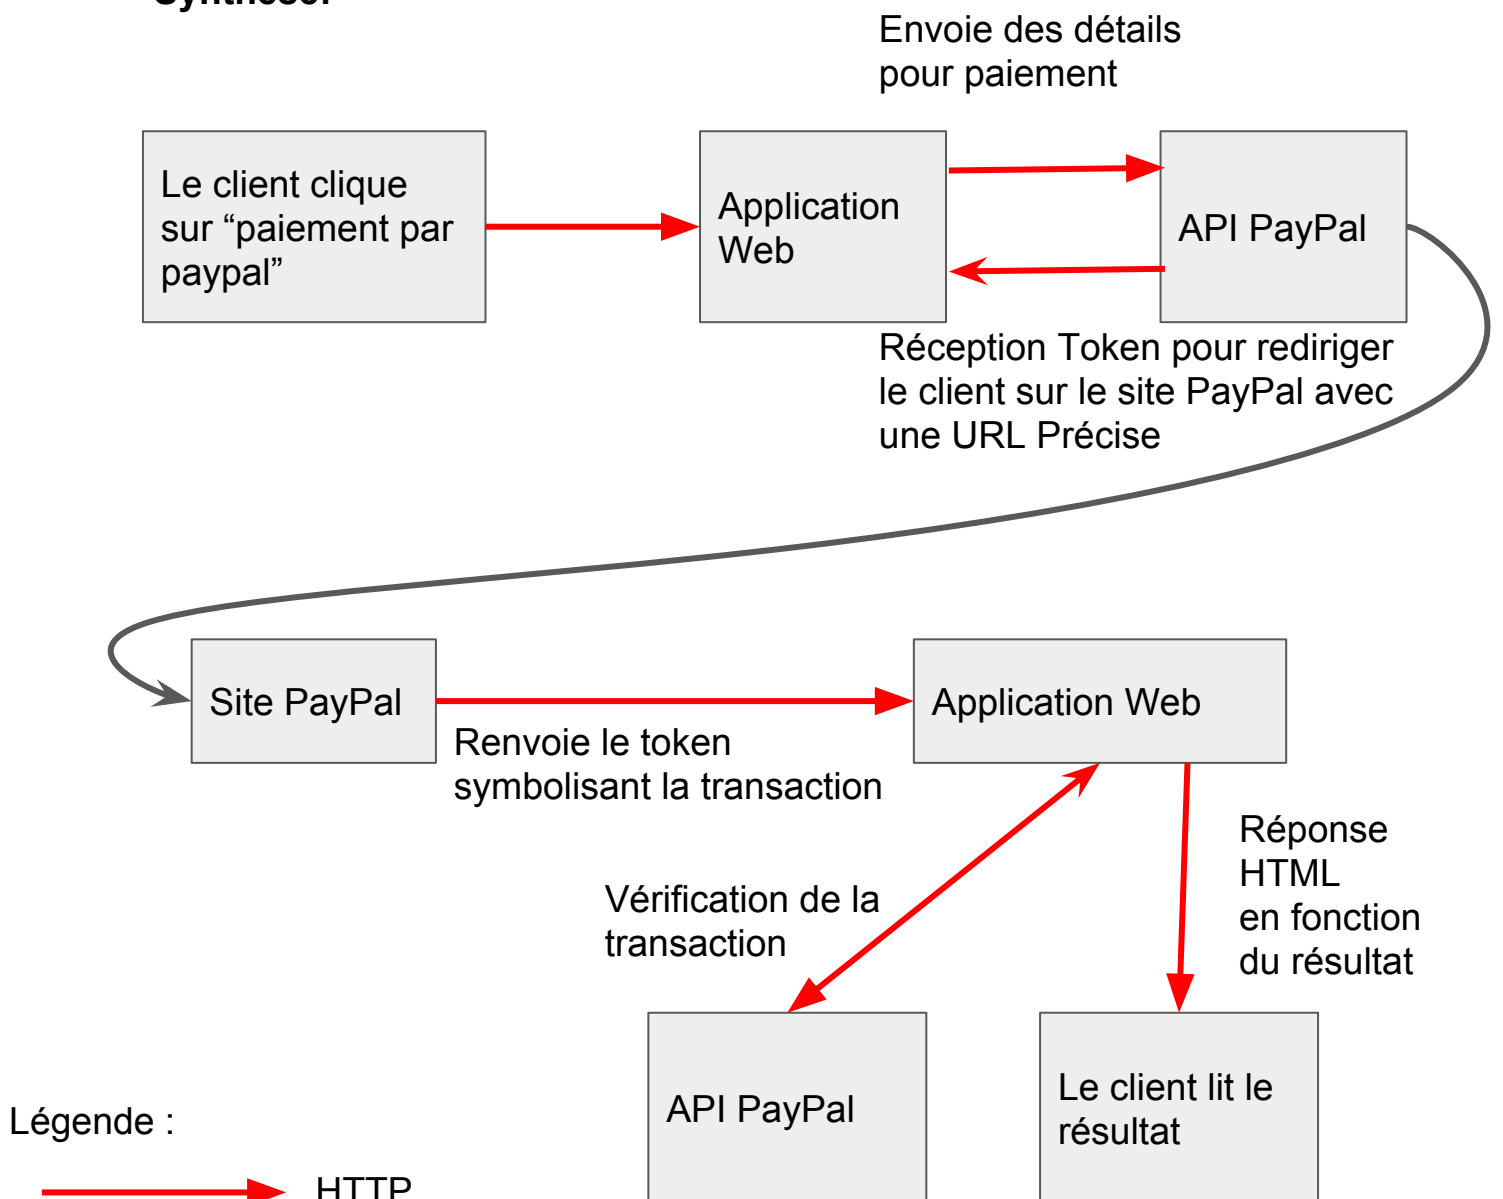 Synthèse:
Envoie des détails
pour paiement
Le client clique
sur “paiement par
paypal”
Application
Web
API PayPal
Réception Token pour rediriger
le client sur le site PayPal avec
une URL Précise
Site PayPal
Application Web
Renvoie le token
symbolisant la transaction
Réponse
HTML
en fonction
du résultat
Vérification de la
transaction
API PayPal
Le client lit le
résultat
Légende :
HTTP